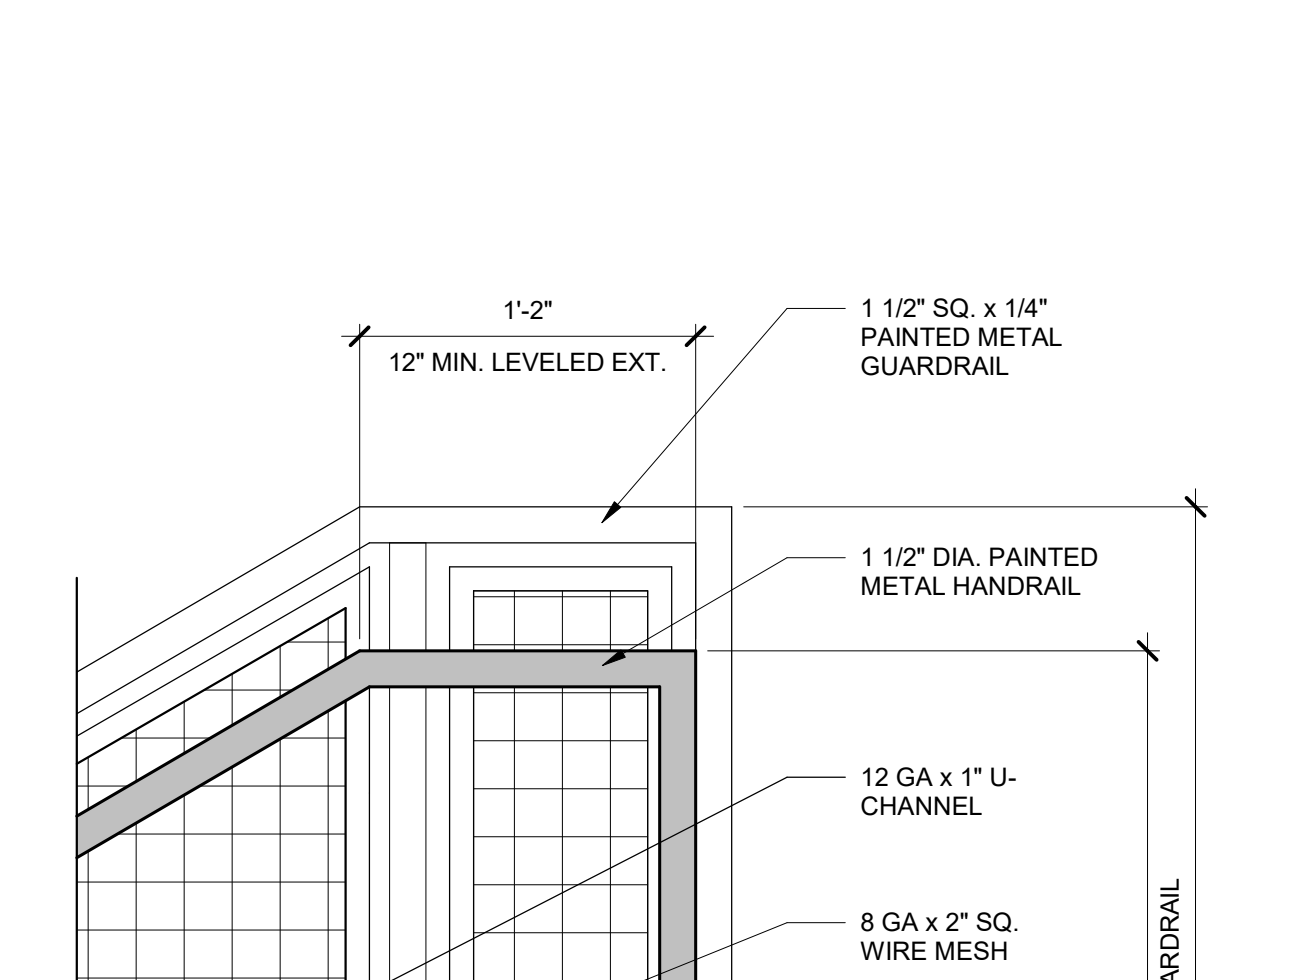 1'-2"
12" MIN. LEVELED EXT.
1 1/2" SQ. x 1/4"
PAINTED METAL
GUARDRAIL
1 1/2" DIA. PAINTED
METAL HANDRAIL
12 GA x 1" U-
CHANNEL
8 GA x 2" SQ.
WIRE MESH